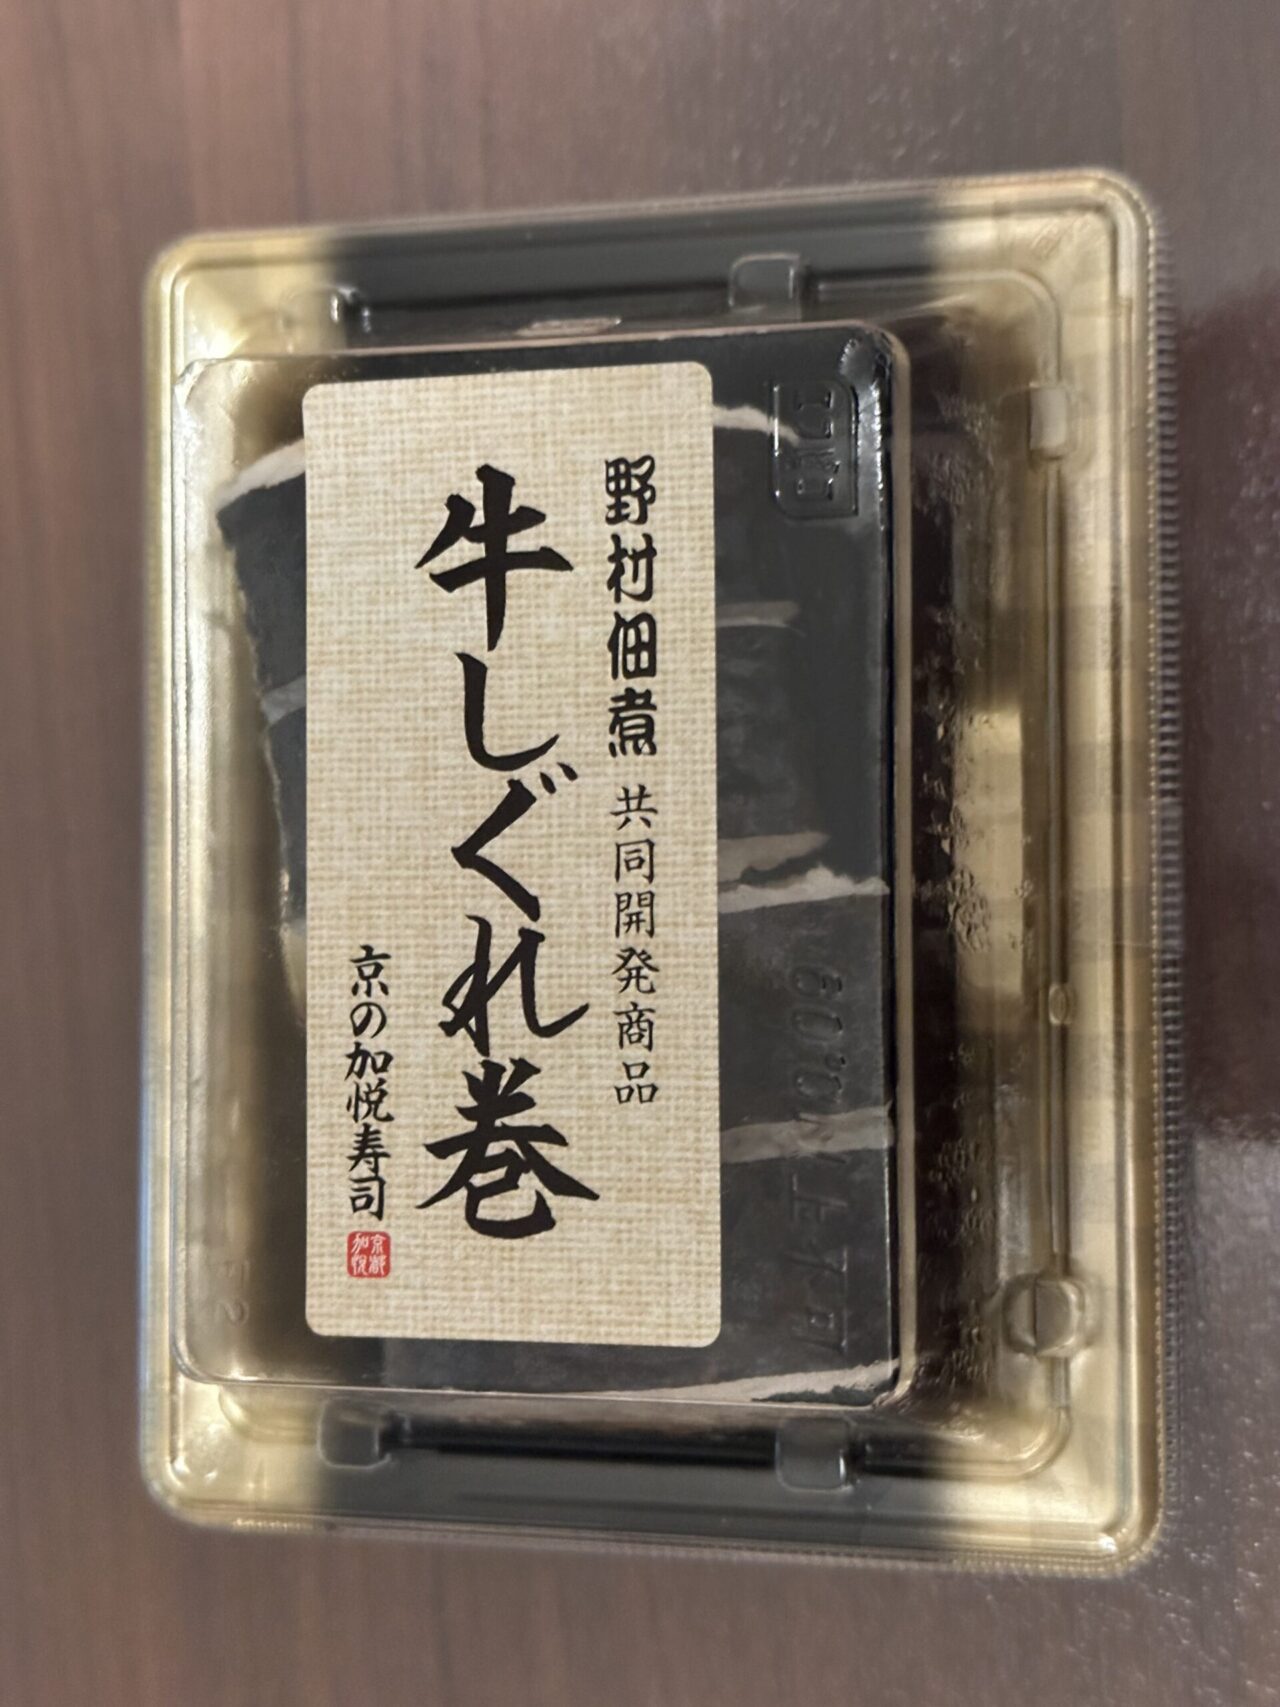 野村佃煮 共同開発商品
牛しぐれ巻
京の加悦寿司
京都
加悦